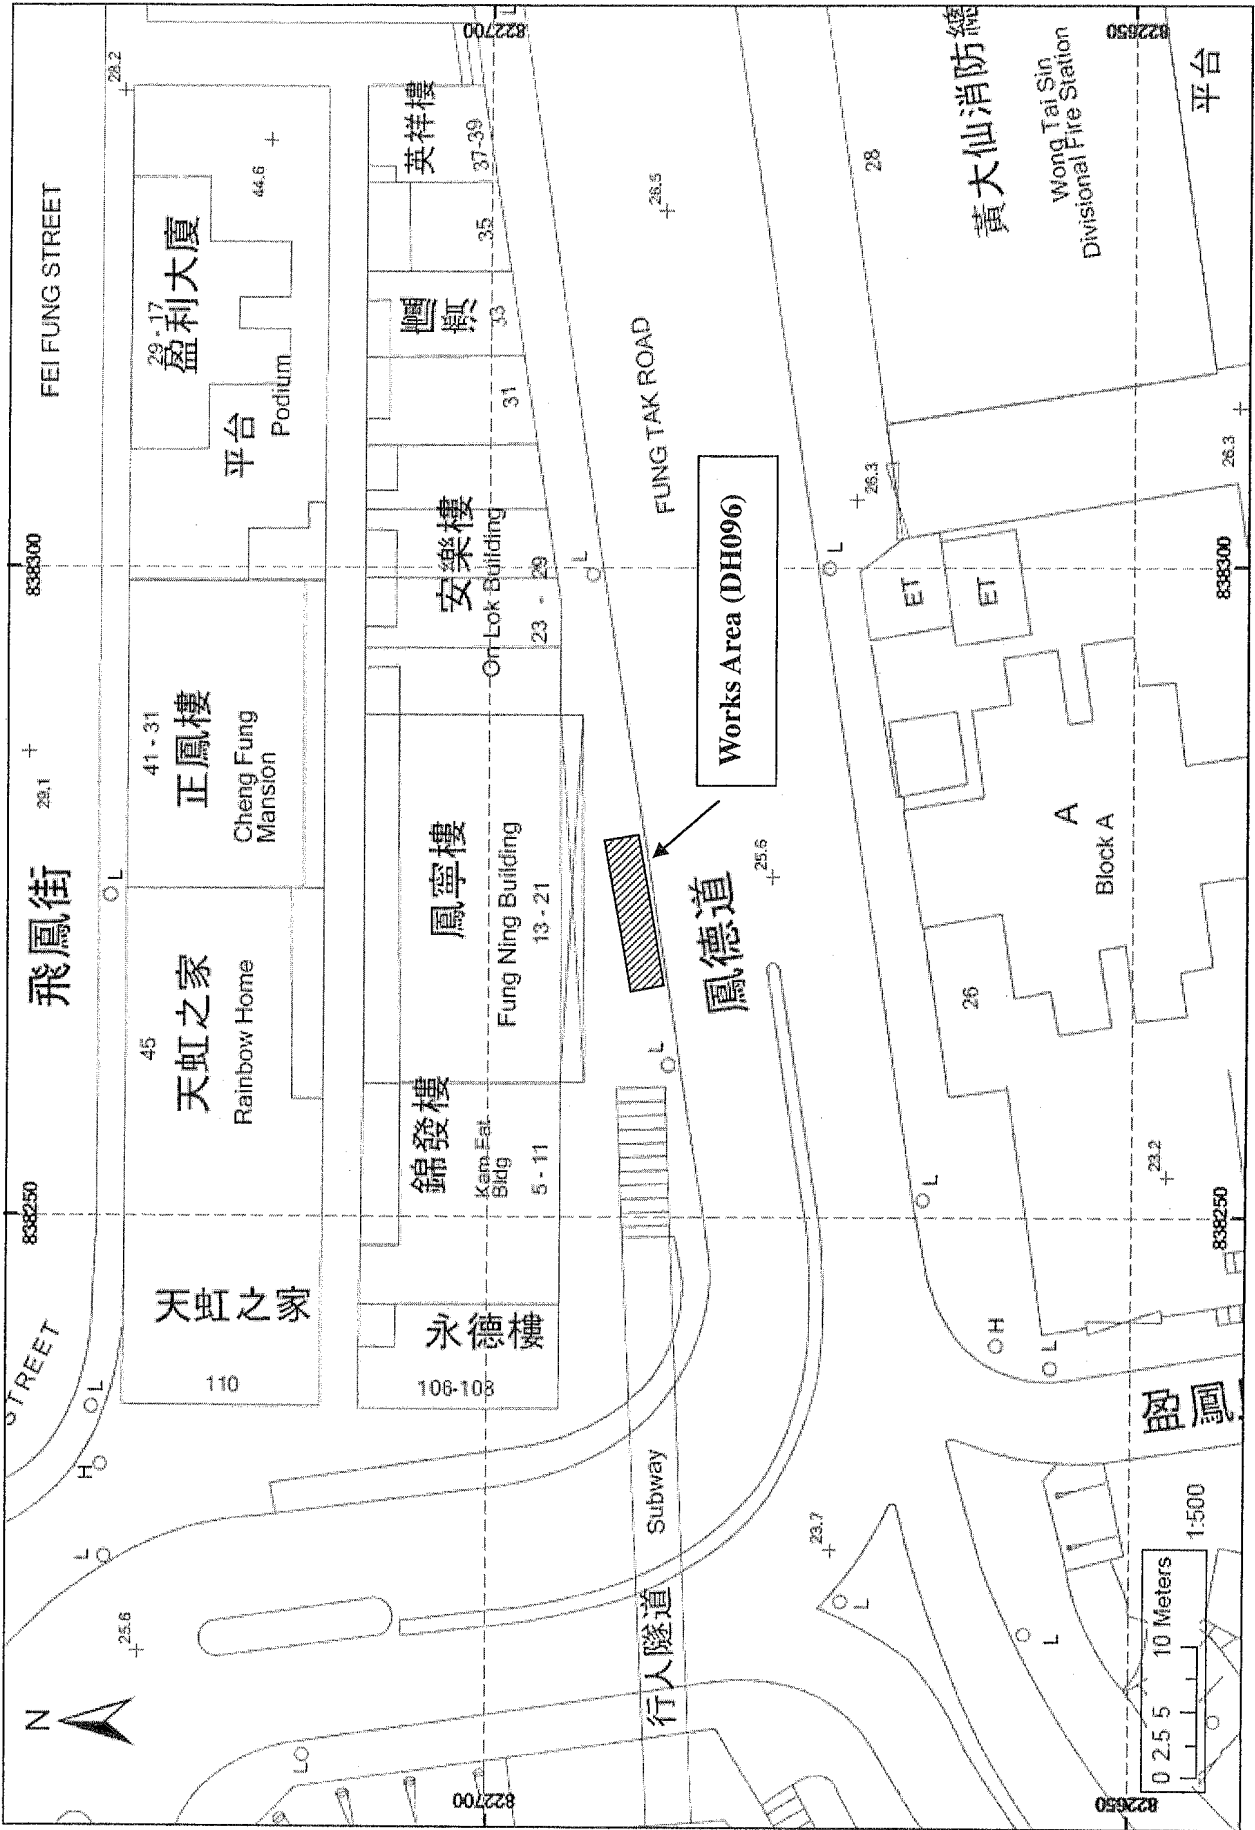 N
838250
838300
飛鳳街
FEI FUNG STREET
STREET
29.1
28.2
25.6
H
L
L
L
110
天虹之家
45
天虹之家
Rainbow Home
41 - 31
正鳳樓
Cheng Fung
Mansion
29 - 17
盈利大廈
平台
Podium
44.6
L
106-108
永德樓
錦發樓
Kam Fat
Bldg
5 - 11
鳳寧樓
Fung Ning Building
13 - 21
安樂樓
On Lok Building
23 - 29
31
33
35
英祥樓
37-39
822700
822700
L
行人隧道
Subway
L
L
FUNG TAK ROAD
26.5
鳳德道
Works Area (DH096)
25.6
23.7
L
L
L
26.3
28
26
ET
ET
A
Block A
黃大仙消防總
Wong Tai Sin
Divisional Fire Station
平台
H
L
L
23.2
26.3
盈鳳
822650
822650
838250
838300
0 2.5 5 10 Meters
1:500